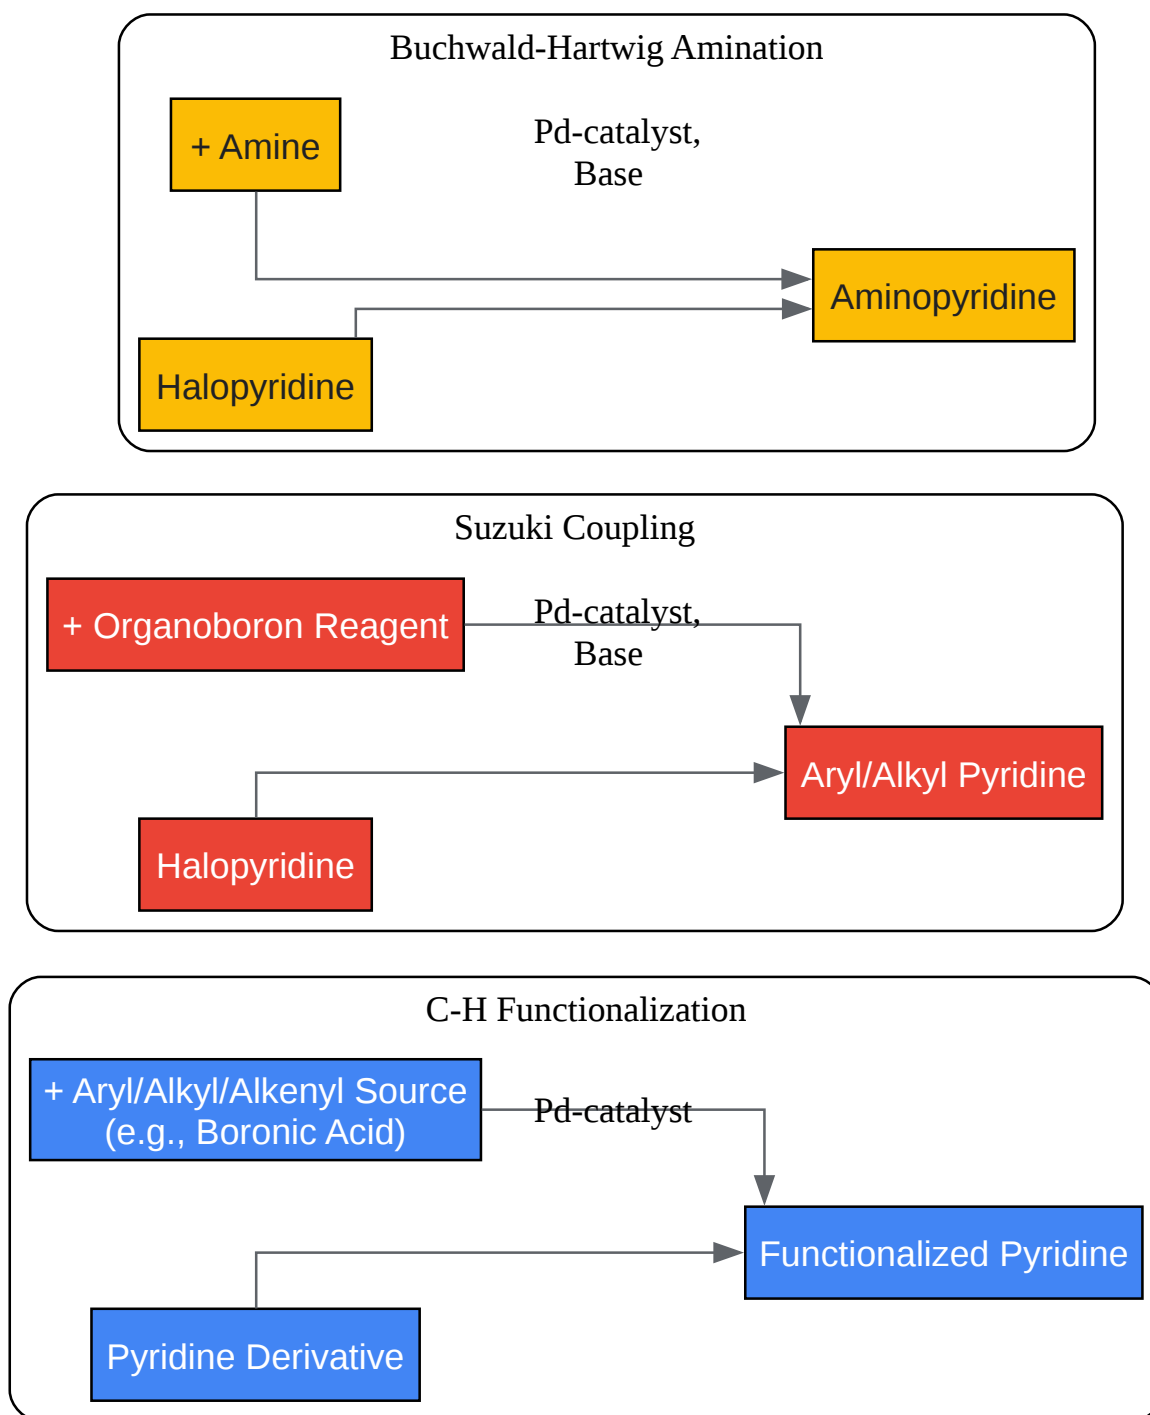 Buchwald-Hartwig Amination
+ Amine
Pd-catalyst,
Base
Aminopyridine
Halopyridine
Suzuki Coupling
+ Organoboron Reagent
Pd-catalyst,
Base
Aryl/Alkyl Pyridine
Halopyridine
C-H Functionalization
+ Aryl/Alkyl/Alkenyl Source
(e.g., Boronic Acid)
Pd-catalyst
Functionalized Pyridine
Pyridine Derivative